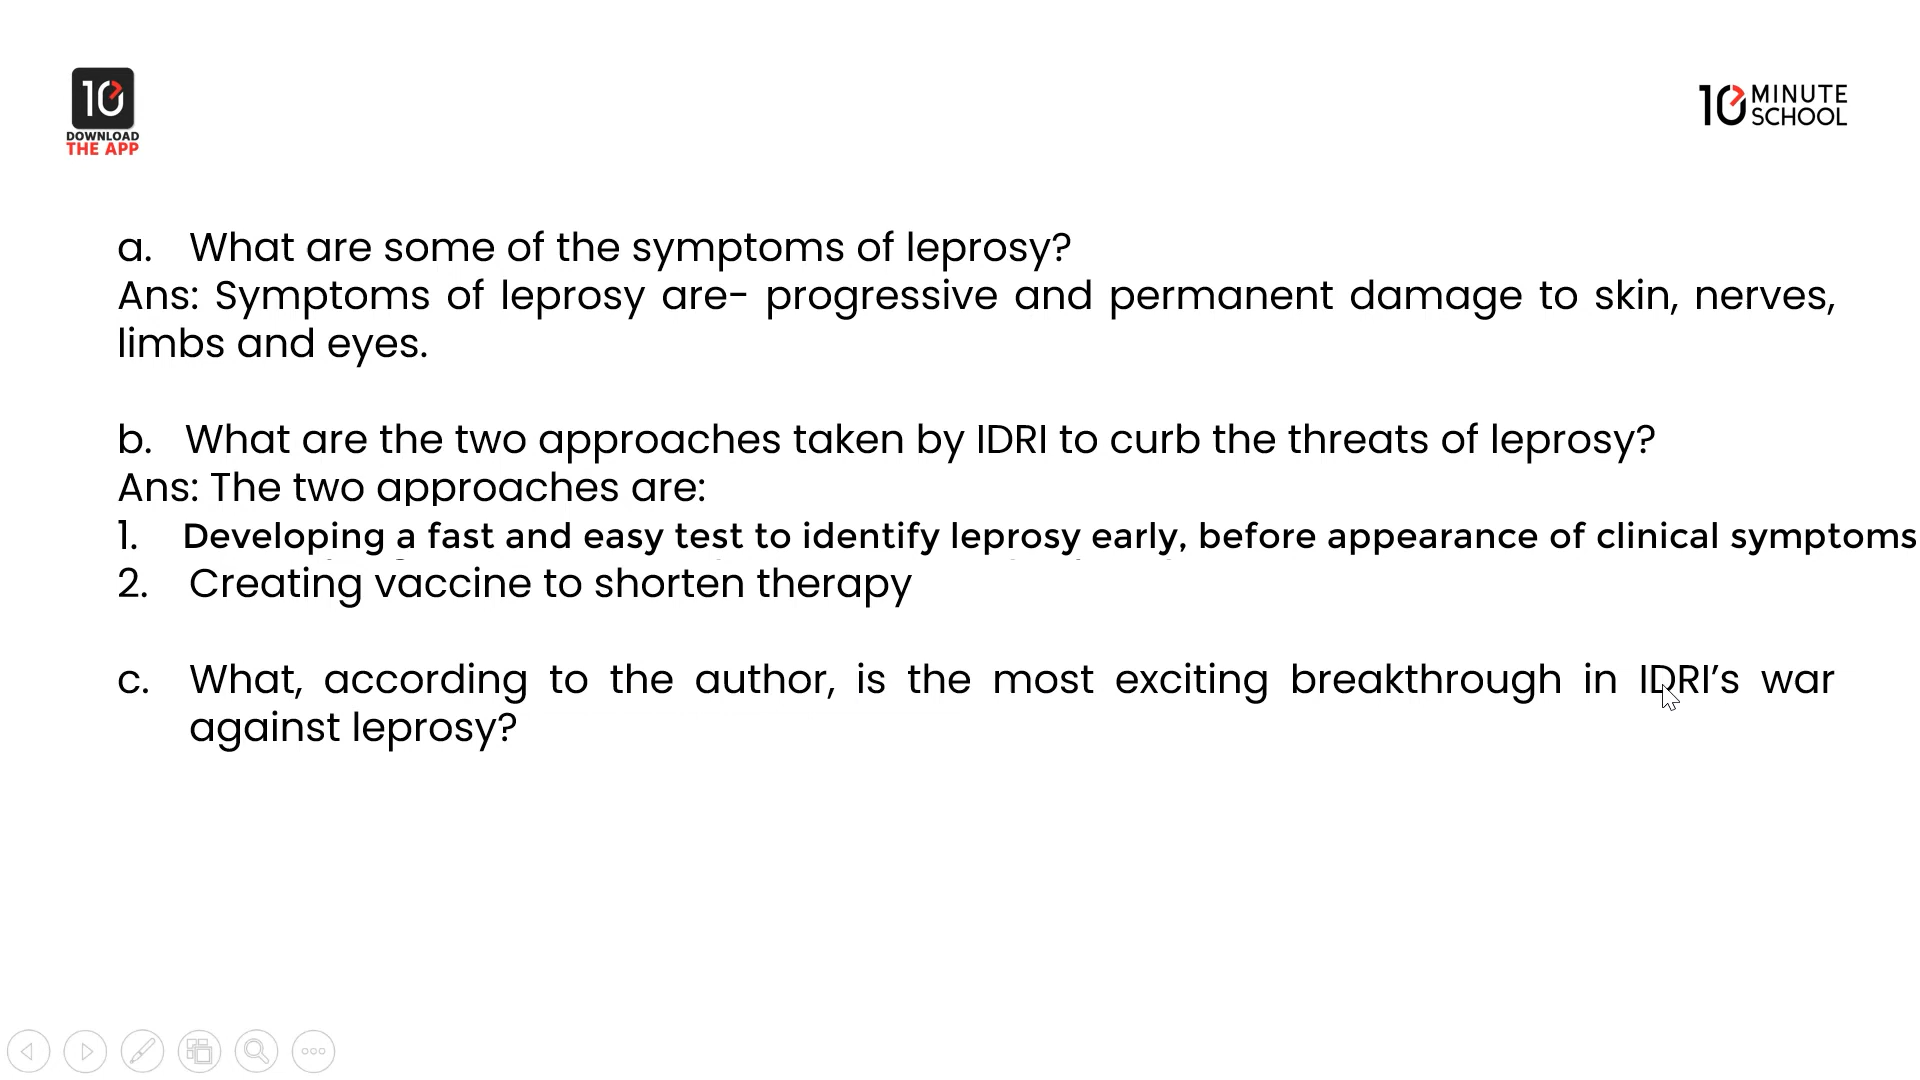 10
DOWNLOAD
THE APP
10 MINUTE
SCHOOL
a. What are some of the symptoms of leprosy?
Ans: Symptoms of leprosy are- progressive and permanent damage to skin, nerves,
limbs and eyes.
b. What are the two approaches taken by IDRI to curb the threats of leprosy?
Ans: The two approaches are:
1. Developing a fast and easy test to identify leprosy early, before appearance of clinical symptoms
2. Creating vaccine to shorten therapy
c. What, according to the author, is the most exciting breakthrough in IDRI’s war
against leprosy?